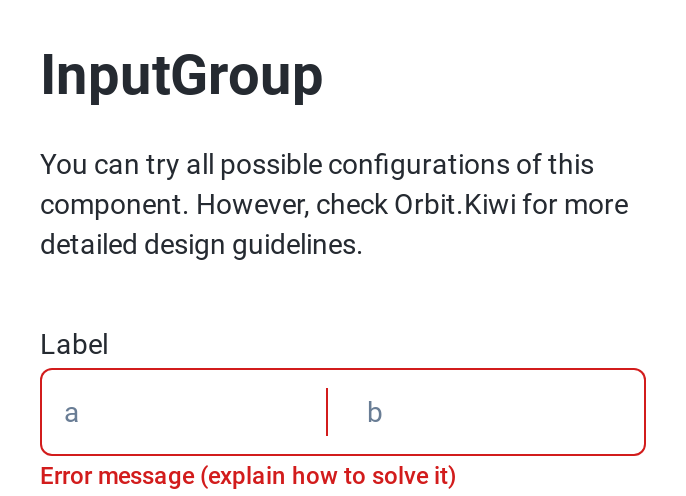 InputGroup
You can try all possible configurations of this
component. However, check Orbit.Kiwi for more
detailed design guidelines.
Label
a b
Error message (explain how to solve it)